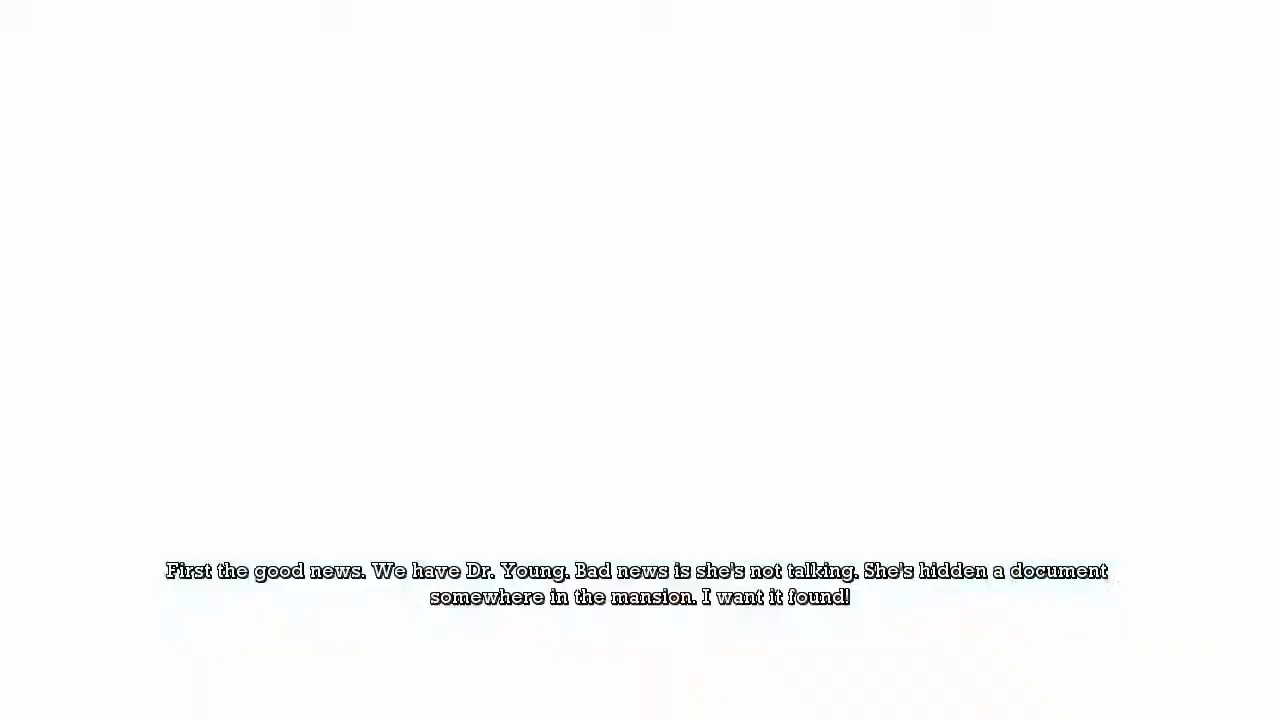 First the good news. We have Dr. Young. Bad news is she's not talking. She's hidden a document
somewhere in the mansion. I want it found!